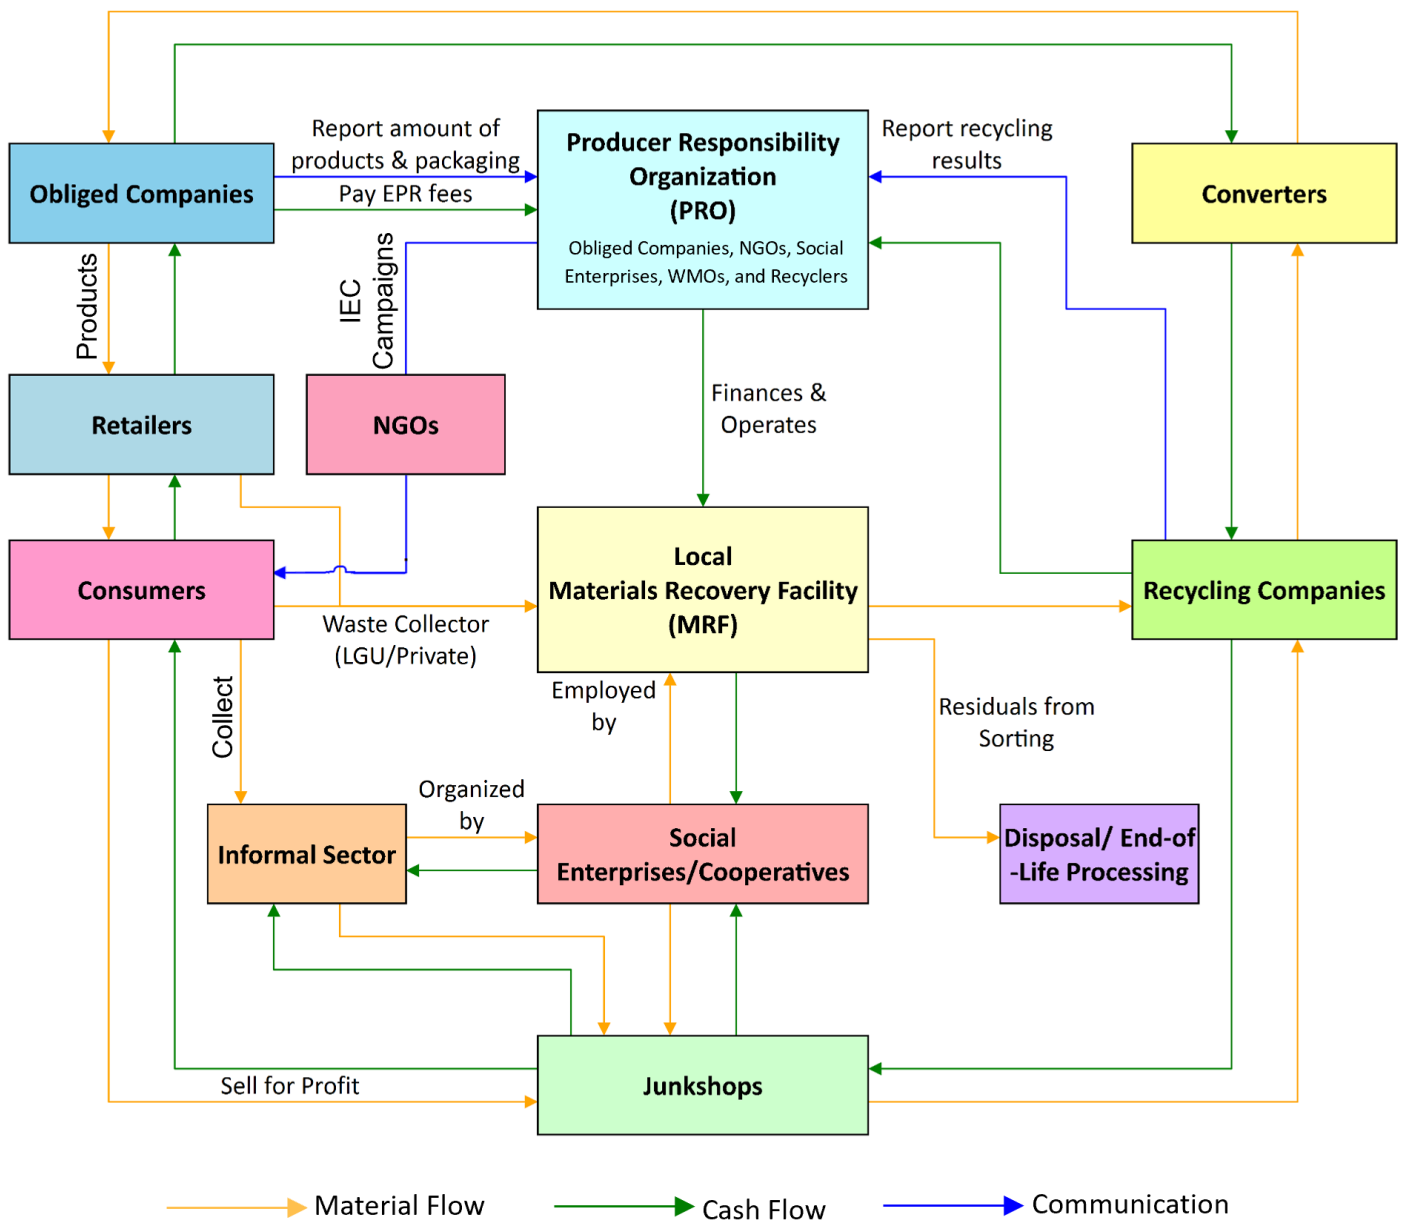 Report amount of
products & packaging
Pay EPR fees
Obliged Companies
Producer Responsibility
Organization
(PRO)
Obliged Companies, NGOs, Social
Enterprises, WMOs, and Recyclers
Report recycling
results
Converters
Products
IEC
Campaigns
Retailers
NGOs
Finances &
Operates
Consumers
Waste Collector
(LGU/Private)
Local
Materials Recovery Facility
(MRF)
Recycling Companies
Collect
Employed
by
Residuals from
Sorting
Organized
by
Informal Sector
Social
Enterprises/Cooperatives
Disposal/ End-of
-Life Processing
Sell for Profit
Junkshops
Material Flow
Cash Flow
Communication